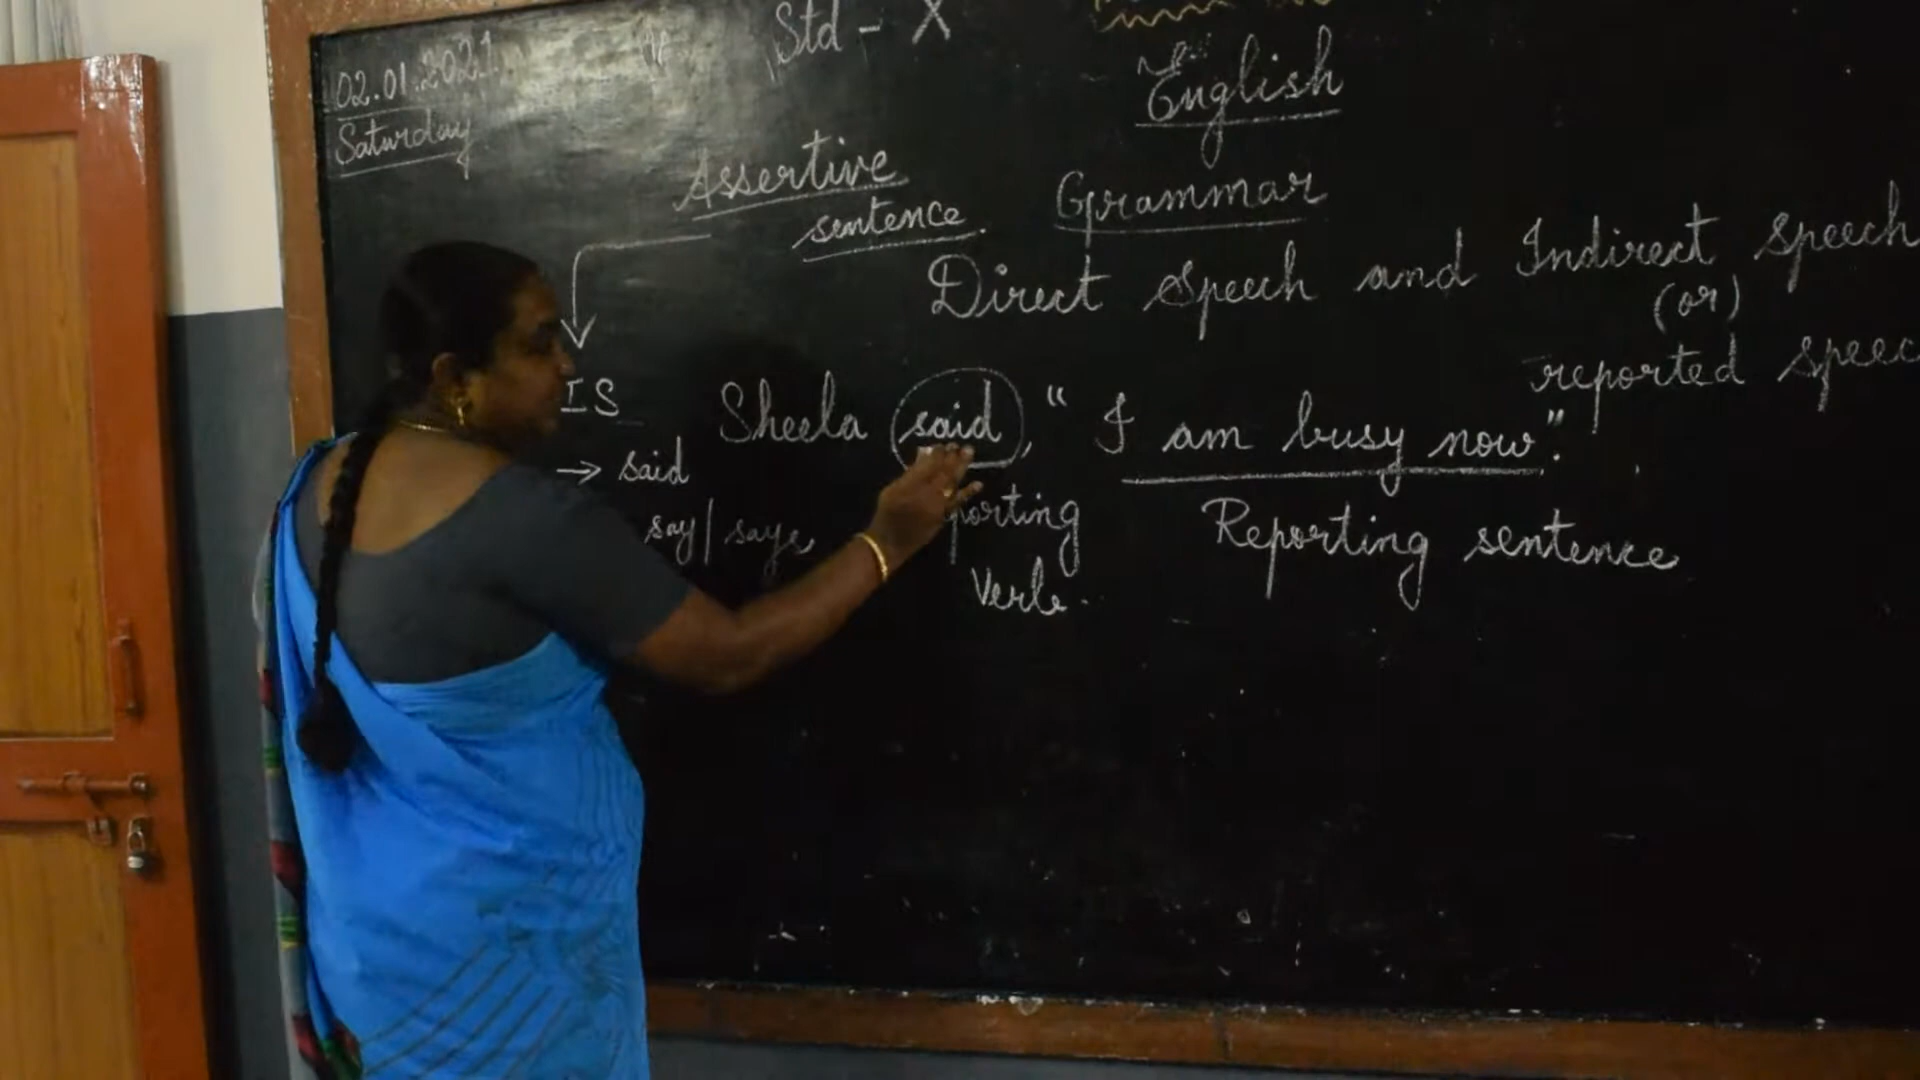 02.01.2021
Saturday
Std - X
English
Assertive
sentence.
Grammar
Direct speech and Indirect speech
(or)
reported speec
IS
Sheela said, " I am busy now".
→ said
say/says
porting
Verb.
Reporting sentence